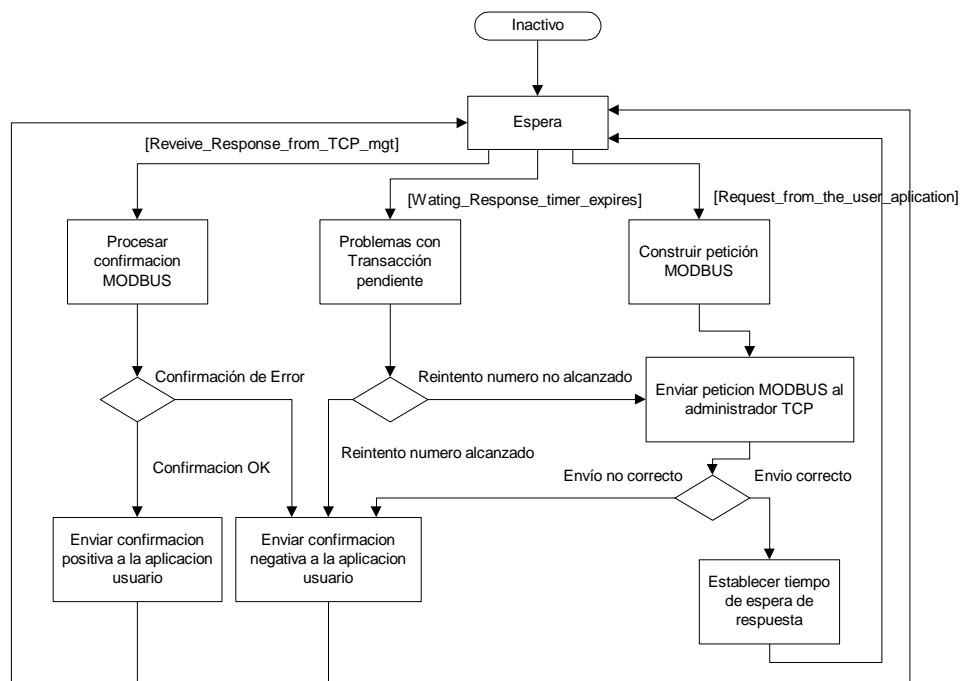 Inactivo
Espera
[Reveive_Response_from_TCP_mgt]
[Wating_Response_timer_expires]
[Request_from_the_user_aplication]
Procesar
confirmacion
MODBUS
Problemas con
Transacción
pendiente
Construir petición
MODBUS
Confirmación de Error
Reintento numero no alcanzado
Enviar peticion MODBUS al
administrador TCP
Confirmacion OK
Reintento numero alcanzado
Envío no correcto
Envio correcto
Enviar confirmacion
positiva a la aplicacion
usuario
Enviar confirmacion
negativa a la aplicacion
usuario
Establecer tiempo
de espera de
respuesta